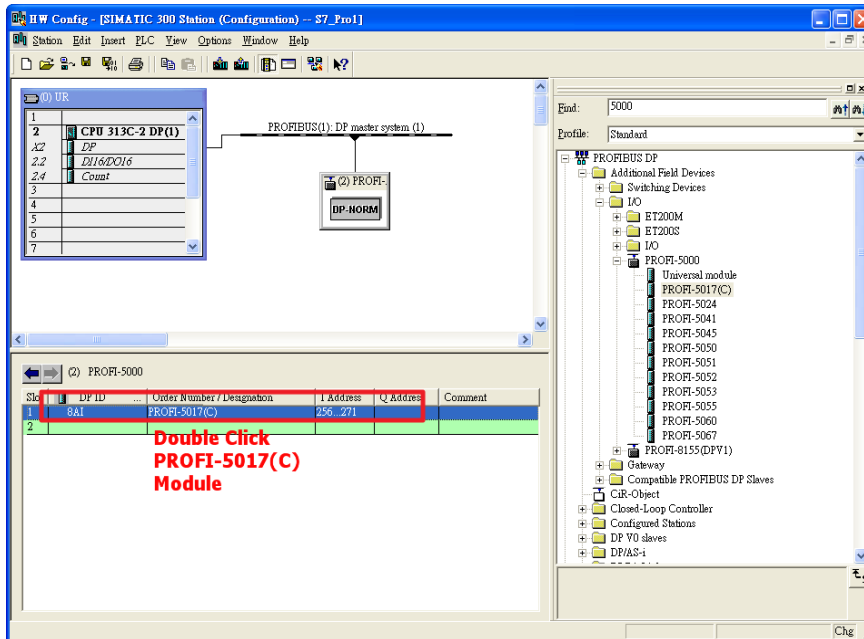 HW Config - [SIMATIC 300 Station (Configuration) -- S7_Pro1]
Station Edit Insert PLC View Options Window Help
(0) UR
1
2 CPU 313C-2 DP(1)
X2 DP
2.2 DI16/DO16
2.4 Count
3
4
5
6
7
PROFIBUS(1): DP master system (1)
(2) PROFI-
DP-NORM
Find: 5000
Profile: Standard
PROFIBUS DP
Additional Field Devices
Switching Devices
I/O
ET200M
ET200S
I/O
PROFI-5000
Universal module
PROFI-5017(C)
PROFI-5024
PROFI-5041
PROFI-5045
PROFI-5050
PROFI-5051
PROFI-5052
PROFI-5053
PROFI-5055
PROFI-5060
PROFI-5067
PROFI-8155(DPV1)
Gateway
Compatible PROFIBUS DP Slaves
CiR-Object
Closed-Loop Controller
Configured Stations
DP V0 slaves
DP/AS-i
(2) PROFI-5000
Slo DP ID ... Order Number / Designation I Address Q Addres Comment
1 8AI PROFI-5017(C) 256...271
2
Double Click
PROFI-5017(C)
Module
Chg